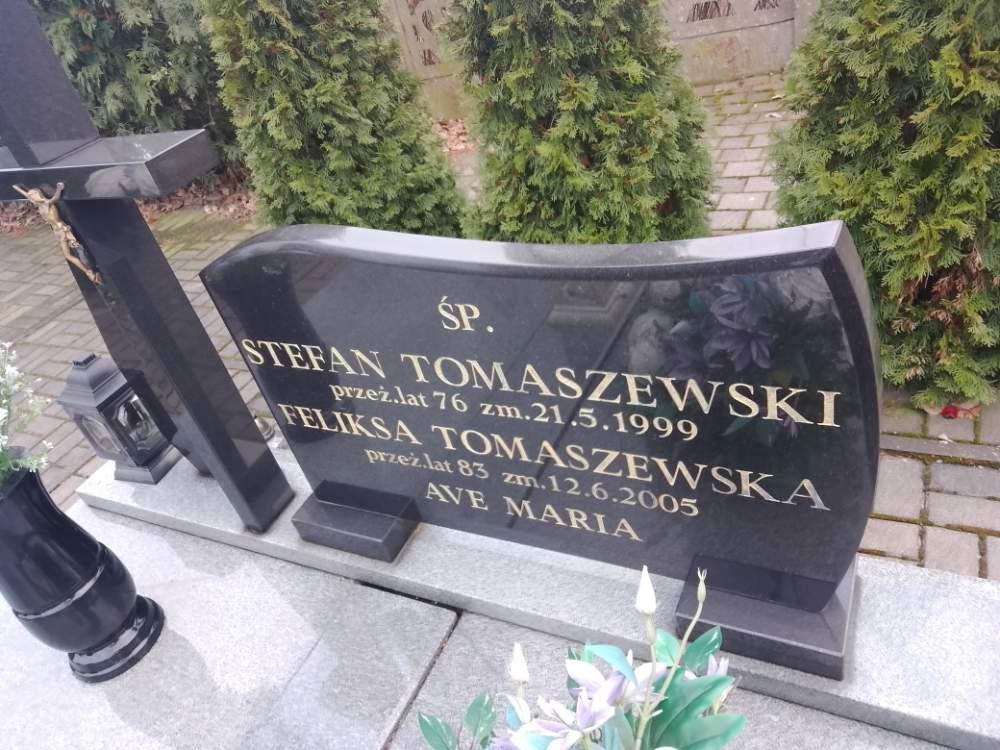 ŚP.
STEFAN TOMASZEWSKI
przeż.lat 76 zm.21.5.1999
FELIKSA TOMASZEWSKA
przeż.lat 83 zm.12.6.2005
AVE MARIA